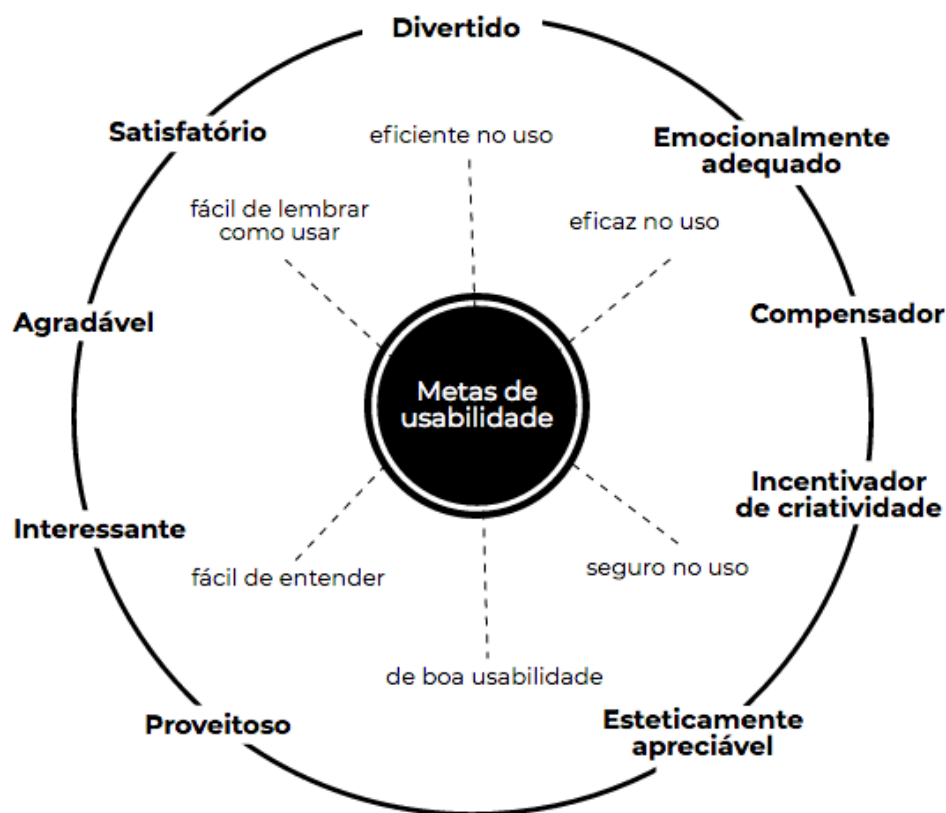 Divertido
Satisfatório
eficiente no uso
Emocionalmente
adequado
fácil de lembrar
como usar
eficaz no uso
Agradável
Compensador
Metas de
usabilidade
Incentivador
de criatividade
Interessante
fácil de entender
seguro no uso
de boa usabilidade
Proveitoso
Esteticamente
apreciável